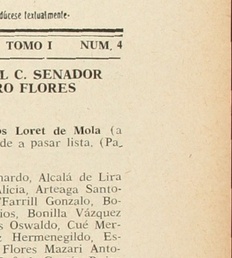 dúcese textualmente-
TOMO I NUM. 4
L C. SENADOR
RO FLORES
os Loret de Mola (a
de a pasar lista. (Pa-
nardo, Alcalá de Lira
Alicia, Arteaga Santo-
'Farrill Gonzalo, Bo-
ios, Bonilla Vázquez
s Oswaldo, Cué Mer-
z Hermenegildo, Es-
Flores Mazari Anto-